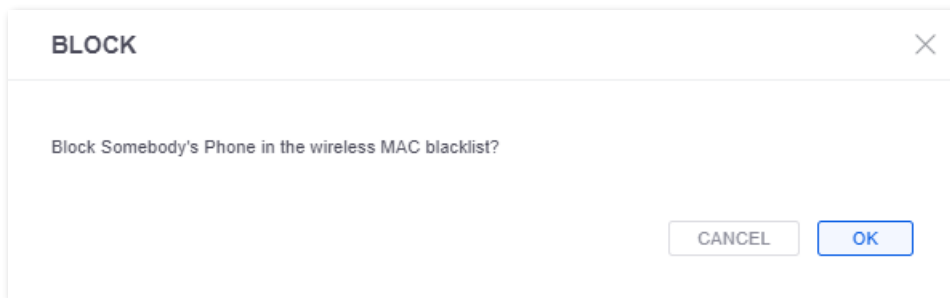 BLOCK
Block Somebody's Phone in the wireless MAC blacklist?
CANCEL
OK